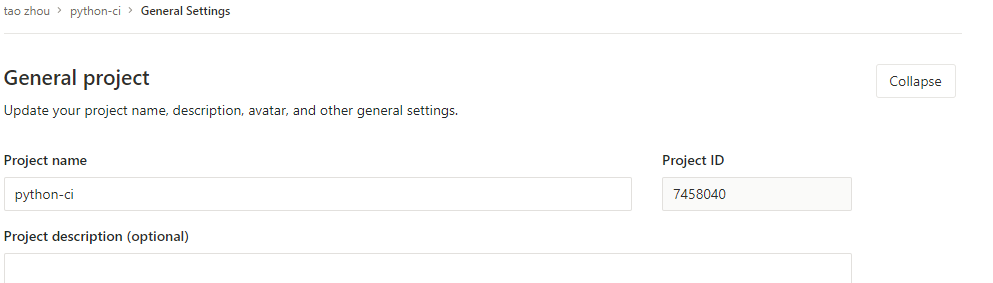 tao zhou > python-ci > General Settings
General project
Collapse
Update your project name, description, avatar, and other general settings.
Project name
Project ID
python-ci
7458040
Project description (optional)